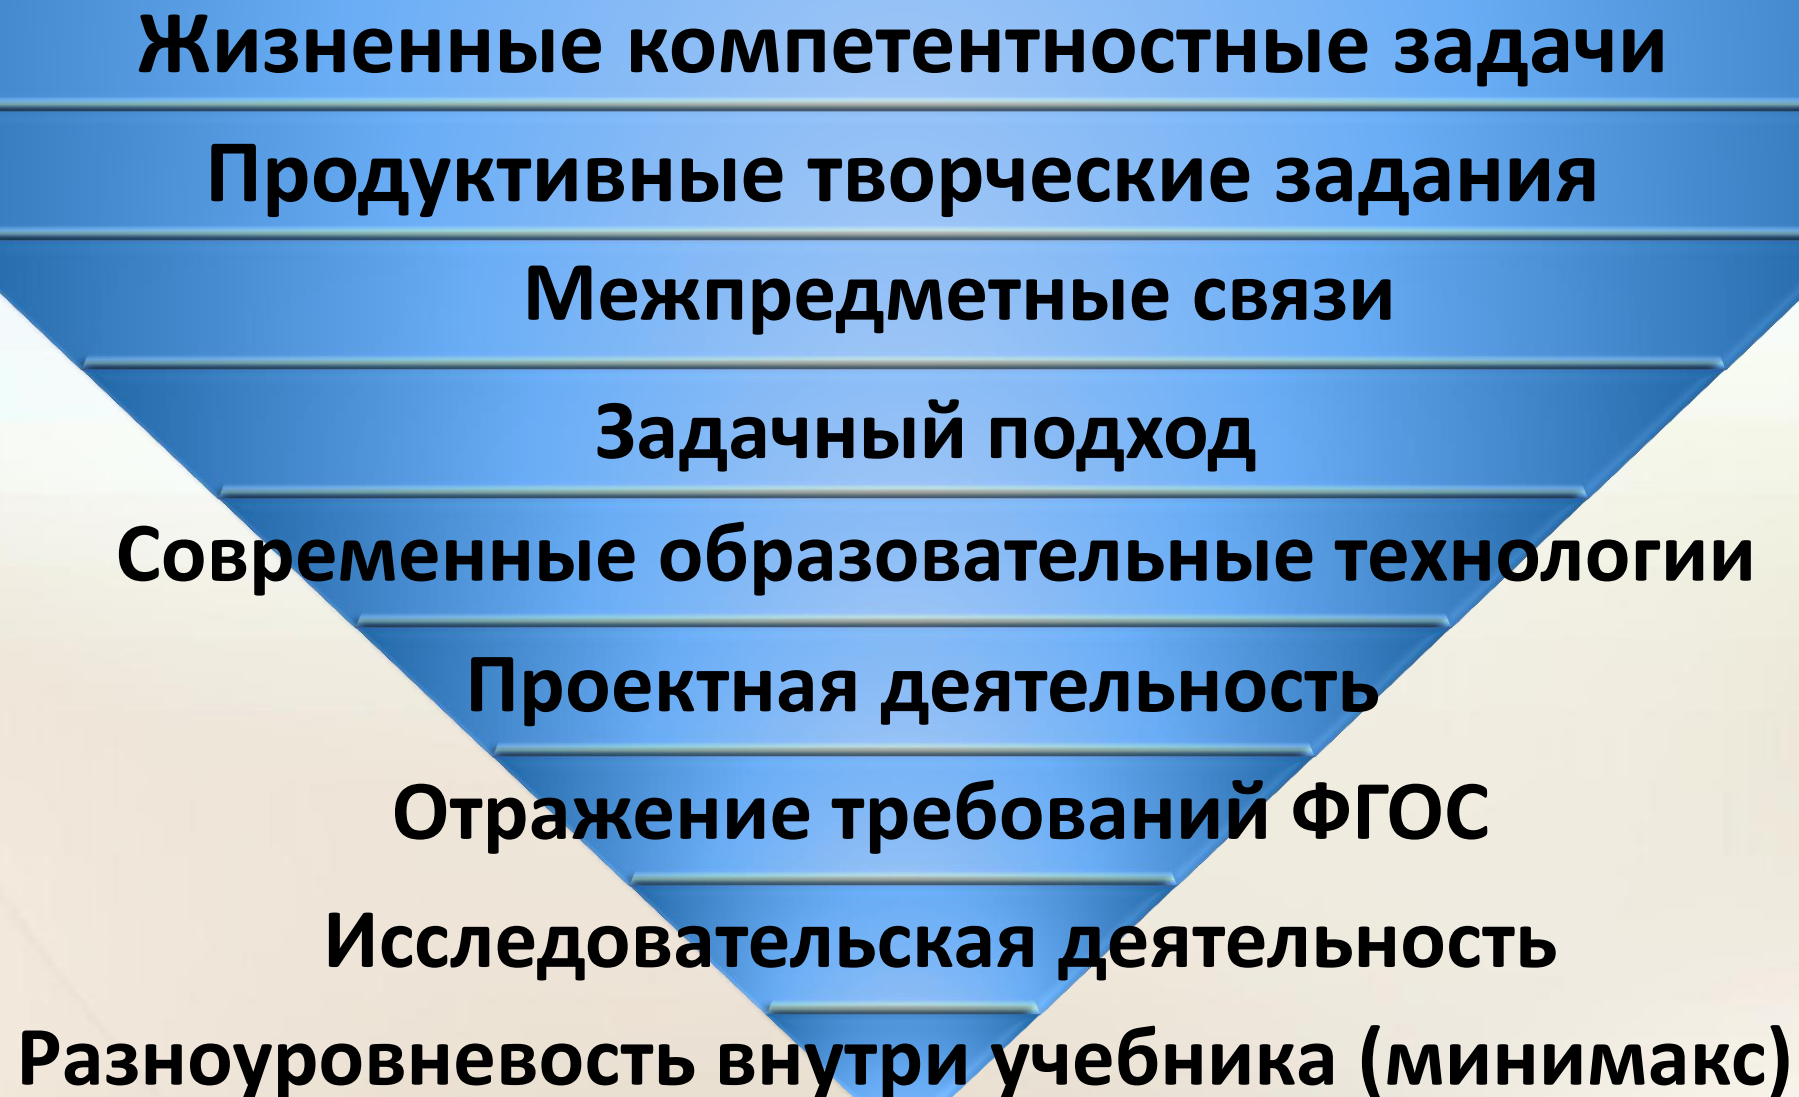 Жизненные компетентностные задачи
Продуктивные творческие задания
Межпредметные связи
Задачный подход
Современные образовательные технологии
Проектная деятельность
Отражение требований ФГОС
Исследовательская деятельность
Разноуровневость внутри учебника (минимакс)